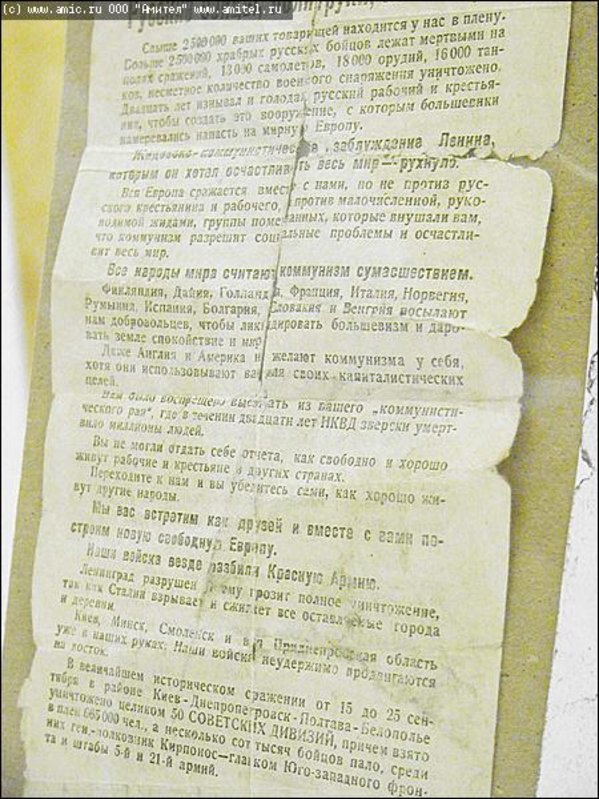 (c) www.amic.ru ООО "Амител" www.amitel.ru
Свыше 2500000 ваших товарищей находится у нас в плену.
Больше 2500000 храбрых русских бойцов лежат мертвыми на
полях сражений, 13000 самолетов, 18000 орудий, 16000 тан-
ков, несметное количество военного снаряжения уничтожено.
Двадцать лет изнывал и голодал русский рабочий и крестья-
нин, чтобы создать это вооружение, с которым большевики
намеревались напасть на мирную Европу.
Жидовско-коммунистическое заблуждение Ленина,
которым он хотел осчастливить весь мир—рухнуло.
Вся Европа сражается вместе с нами, но не против рус-
ского крестьянина и рабочего, а против малочисленной, руко-
водимой жидами, группы помешанных, которые внушали вам,
что коммунизм разрешит социальные проблемы и осчастли-
вит весь мир.
Все народы мира считают коммунизм сумасшествием.
Финляндия, Дания, Голландия, Франция, Италия, Норвегия,
Румыния, Испания, Болгария, Словакия и Венгрия посылают
нам добровольцев, чтобы ликвидировать большевизм и даро-
вать земле спокойствие и мир.
Даже Англия и Америка не желают коммунизма у себя,
хотя они использовывают вас для своих капиталистических
целей.
Вам было воспрещено выезжать из вашего „коммунисти-
ческого рая", где в течении двадцати лет НКВД зверски умерт-
вило миллионы людей.
Вы не могли отдать себе отчета, как свободно и хорошо
живут рабочие и крестьяне в других странах.
Переходите к нам и вы убедитесь сами, как хорошо жи-
вут другие народы.
Мы вас встретим как друзей и вместе с вами по-
строим новую свободную Европу.
Наши войска везде разбили Красную Армию.
Ленинград разрушен ему грозит полное уничтожение,
так как Сталин взрывает и сжигает все оставляемые города
и деревни.
Киев, Минск, Смоленск и вся Приднепровская область
уже в наших руках. Наши войска неудержимо продвигаются
на восток.
В величайшем историческом сражении от 15 до 25 сен-
тября в районе Киев-Днепропетровск-Полтава-Белополье
уничтожено целиком 50 СОВЕТСКИХ ДИВИЗИЙ, причем взято
в плен 665000 чел., а несколько сот тысяч бойцов пало, среди
них ген.-полковник Кирпонос—главком Юго-западного фрон-
та и штабы 5-й и 21-й армий.